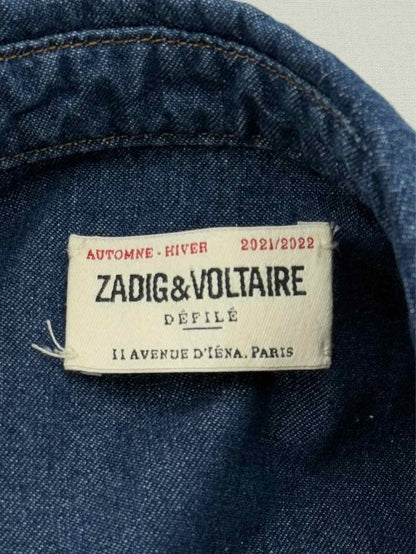 AUTOMNE - HIVER 2021/2022
ZADIG&VOLTAIRE
DÉFILÉ
11 AVENUE D'IÉNA, PARIS